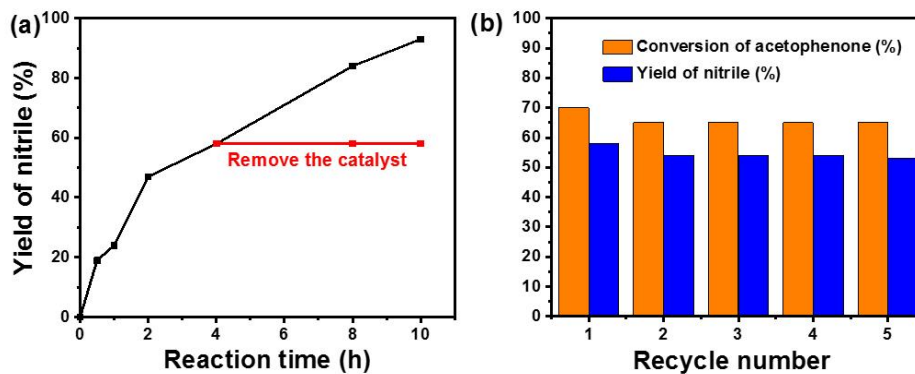 (a)
Yield of nitrile (%)
100
80
60
40
20
0
Remove the catalyst
0 2 4 6 8 10
Reaction time (h)
(b)
100
90
80
70
60
50
40
30
20
10
0
Conversion of acetophenone (%)
Yield of nitrile (%)
1 2 3 4 5
Recycle number